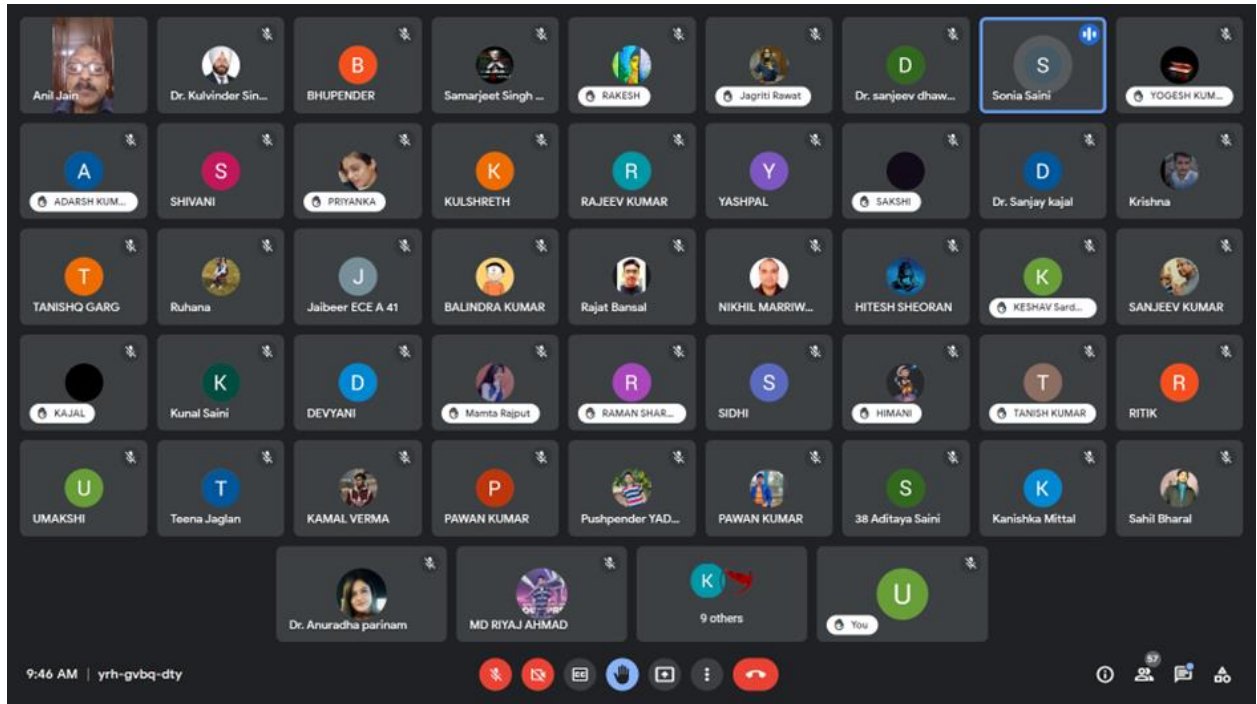 Anil Jain
Dr. Kulvinder Sin...
B
BHUPENDER
Samarjeet Singh ...
RAKESH
Jagriti Rawat
D
Dr. sanjeev dhaw...
S
Sonia Saini
YOGESH KUM...
A
ADARSH KUM...
S
SHIVANI
PRIYANKA
K
KULSHRETH
R
RAJEEV KUMAR
Y
YASHPAL
SAKSHI
D
Dr. Sanjay kajal
Krishna
T
TANISHQ GARG
Ruhana
J
Jaibeer ECE A 41
BALINDRA KUMAR
Rajat Bansal
NIKHIL MARRIW...
HITESH SHEORAN
K
KESHAV Sard...
SANJEEV KUMAR
KAJAL
K
Kunal Saini
D
DEVYANI
Mamta Rajput
R
RAMAN SHAR...
S
SIDHI
HIMANI
T
TANISH KUMAR
R
RITIK
U
UMAKSHI
T
Teena Jaglan
KAMAL VERMA
P
PAWAN KUMAR
Pushpender YAD...
PAWAN KUMAR
S
38 Aditaya Saini
K
Kanishka Mittal
Sahil Bharal
Dr. Anuradha parinam
MD RIYAJ AHMAD
K
9 others
U
You
9:46 AM | yrh-gvbq-dty
CC
57